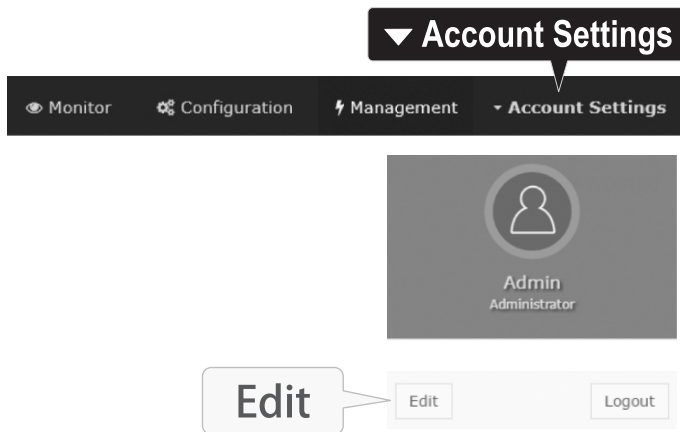 Account Settings
Monitor Configuration Management Account Settings
Admin
Administrator
Edit
Edit Logout